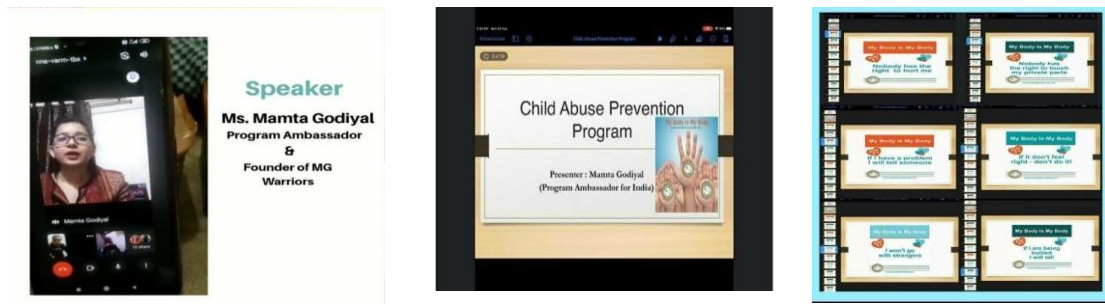 nne-varm-tbx
Mamta Godiyal
Speaker
Ms. Mamta Godiyal
Program Ambassador
&
Founder of MG
Warriors
Child Abuse Prevention Program
Child Abuse Prevention
Program
My Body Is My Body
Presenter : Mamta Godiyal
(Program Ambassador for India)
My Body Is My Body
Nobody has the
right to hurt me
My Body Is My Body
Nobody has
the right to touch
my private parts
My Body Is My Body
If I have a problem
I will tell someone
My Body Is My Body
If it don't feel
right - don't do it!
My Body Is My Body
I won't go
with strangers
My Body Is My Body
If I am being
bullied
I will tell